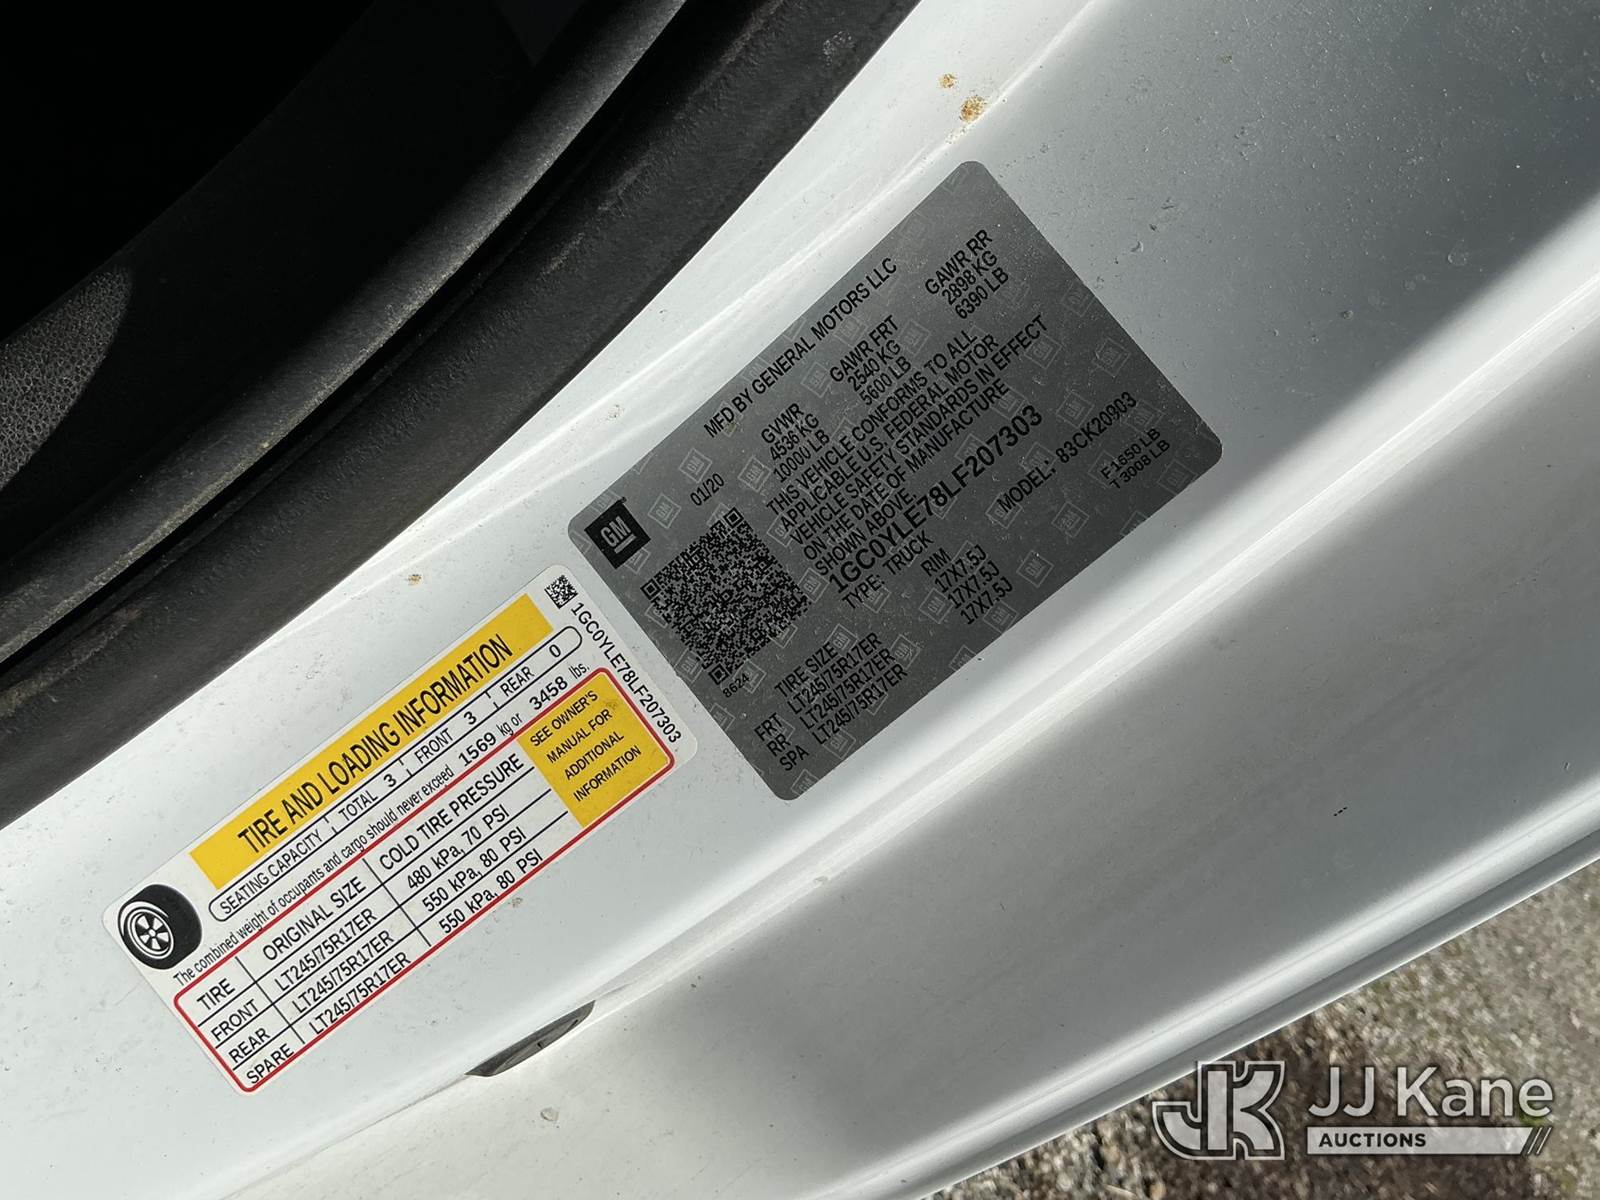 GM
MFD BY GENERAL MOTORS LLC
01/20
GVWR GAWR FRT GAWR RR
4536 KG 2540 KG 2898 KG
10000 LB 5600 LB 6390 LB
THIS VEHICLE CONFORMS TO ALL
APPLICABLE U.S. FEDERAL MOTOR
VEHICLE SAFETY STANDARDS IN EFFECT
ON THE DATE OF MANUFACTURE
SHOWN ABOVE
1GC0YLE78LF207303
TYPE: TRUCK MODEL: 83CK20903
8624
F1650 LB
T3008 LB
TIRE SIZE RIM
FRT LT245/75R17ER 17X7.5J
RR LT245/75R17ER 17X7.5J
SPA LT245/75R17ER 17X7.5J
TIRE AND LOADING INFORMATION
1GC0YLE78LF207303
SEATING CAPACITY TOTAL 3 FRONT 3 REAR 0
The combined weight of occupants and cargo should never exceed 1569 kg or 3458 lbs.
TIRE ORIGINAL SIZE COLD TIRE PRESSURE
FRONT LT245/75R17ER 480 kPa, 70 PSI
REAR LT245/75R17ER 550 kPa, 80 PSI
SPARE LT245/75R17ER 550 kPa, 80 PSI
SEE OWNER'S
MANUAL FOR
ADDITIONAL
INFORMATION
JK JJ Kane
AUCTIONS